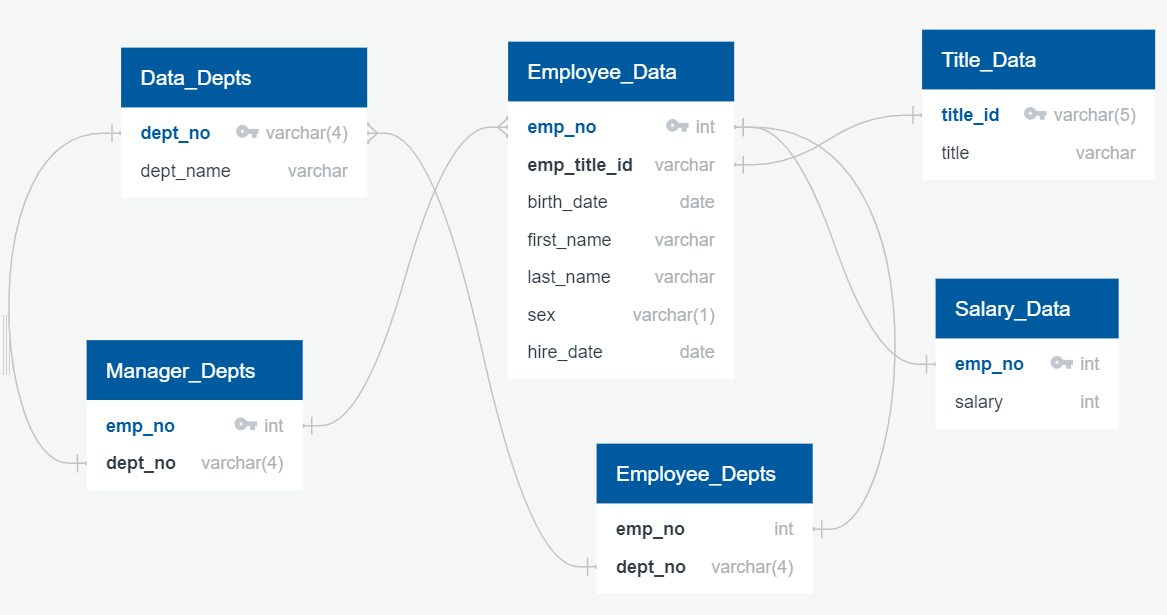 Data_Depts
dept_no varchar(4)
dept_name varchar
Employee_Data
emp_no int
emp_title_id varchar
birth_date date
first_name varchar
last_name varchar
sex varchar(1)
hire_date date
Title_Data
title_id varchar(5)
title varchar
Manager_Depts
emp_no int
dept_no varchar(4)
Salary_Data
emp_no int
salary int
Employee_Depts
emp_no int
dept_no varchar(4)